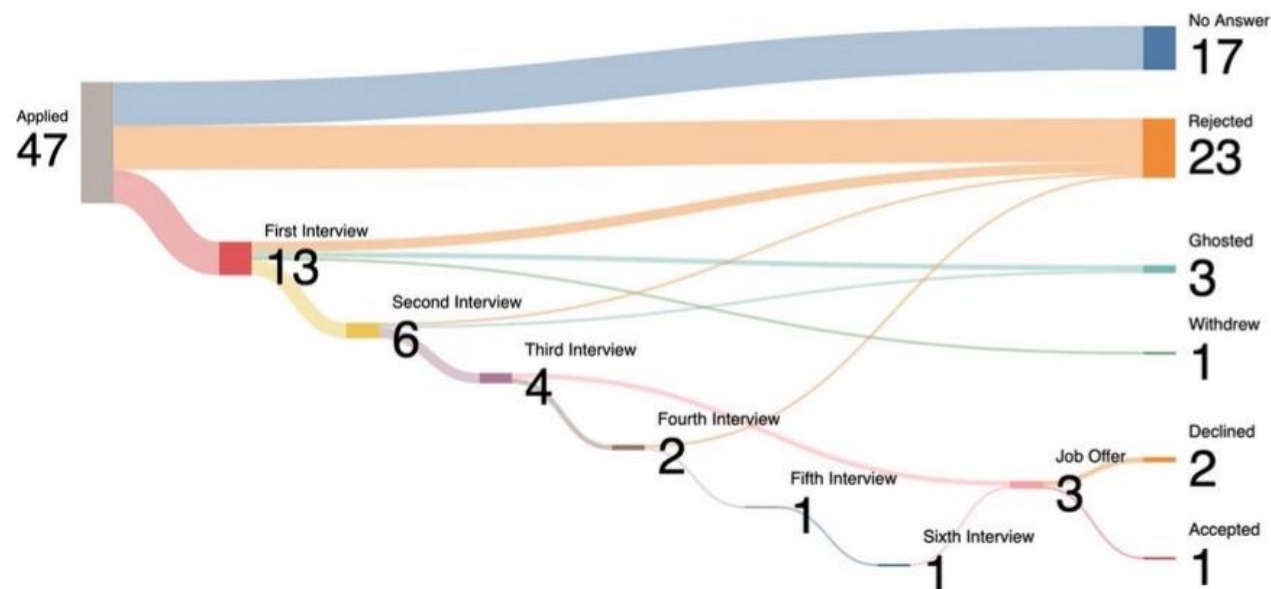 No Answer
17
Applied
47
Rejected
23
First Interview
13
Ghosted
3
Second Interview
6
Withdrew
1
Third Interview
4
Fourth Interview
2
Declined
2
Job Offer
3
Fifth Interview
1
Sixth Interview
1
Accepted
1